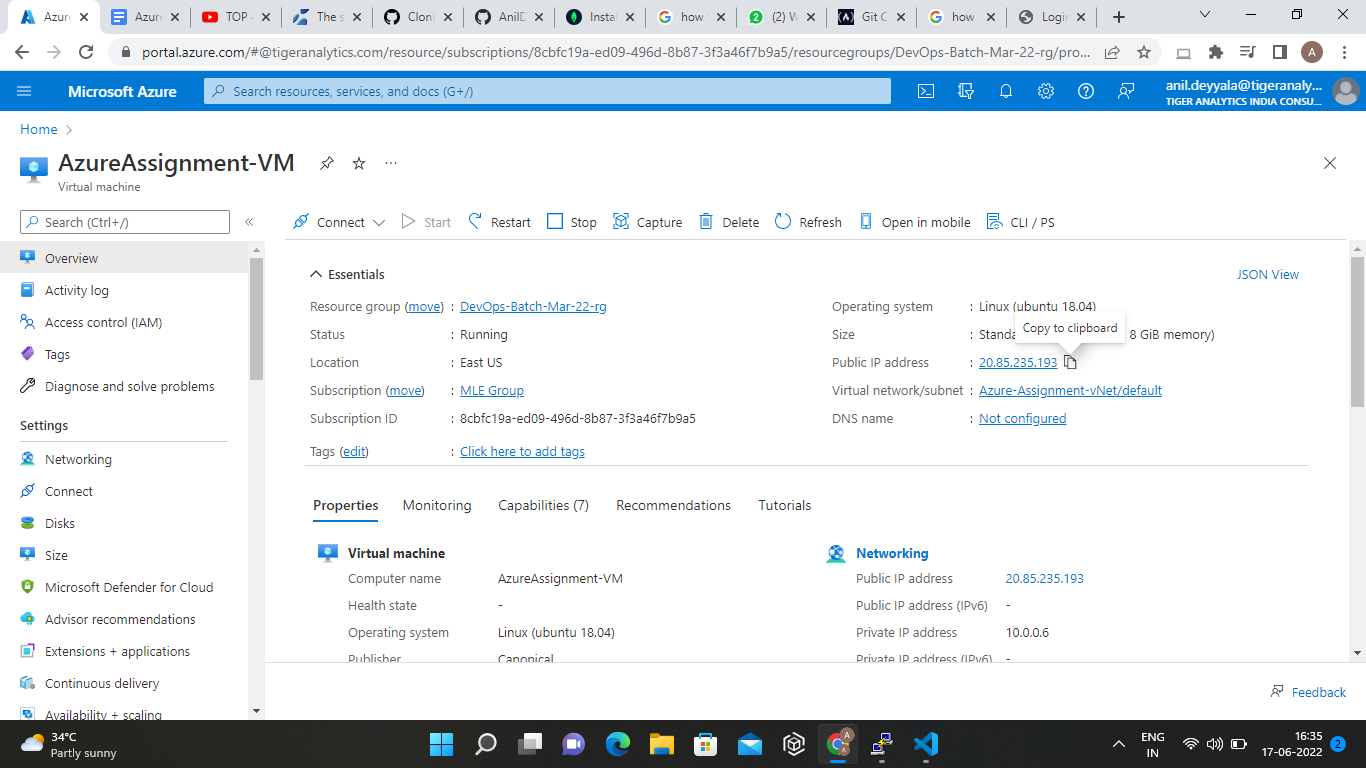 Azure
Azure
TOP
The s
Cloni
AnilD
Instal
how
(2) W
Git C
how
Login
portal.azure.com/#@tigeranalytics.com/resource/subscriptions/8cbfc19a-ed09-496d-8b87-3f3a46f7b9a5/resourcegroups/DevOps-Batch-Mar-22-rg/pro...
A
Microsoft Azure
Search resources, services, and docs (G+/)
anil.deyyala@tigeranaly...
TIGER ANALYTICS INDIA CONSU...
Home
AzureAssignment-VM
...
Virtual machine
Search (Ctrl+/)
Connect Start Restart Stop Capture Delete Refresh Open in mobile CLI / PS
Overview
Activity log
Access control (IAM)
Tags
Diagnose and solve problems
Settings
Networking
Connect
Disks
Size
Microsoft Defender for Cloud
Advisor recommendations
Extensions + applications
Continuous delivery
Availability + scaling
Essentials
JSON View
Resource group (move) : DevOps-Batch-Mar-22-rg
Status : Running
Location : East US
Subscription (move) : MLE Group
Subscription ID : 8cbfc19a-ed09-496d-8b87-3f3a46f7b9a5
Tags (edit) : Click here to add tags
Operating system : Linux (ubuntu 18.04)
Copy to clipboard
Size : Standa 8 GiB memory)
Public IP address : 20.85.235.193
Virtual network/subnet : Azure-Assignment-vNet/default
DNS name : Not configured
Properties Monitoring Capabilities (7) Recommendations Tutorials
Virtual machine
Computer name AzureAssignment-VM
Health state -
Operating system Linux (ubuntu 18.04)
Publisher Canonical
Networking
Public IP address 20.85.235.193
Public IP address (IPv6) -
Private IP address 10.0.0.6
Private IP address (IPv6) -
Feedback
34°C
Partly sunny
A
ENG
IN
16:35
17-06-2022
2